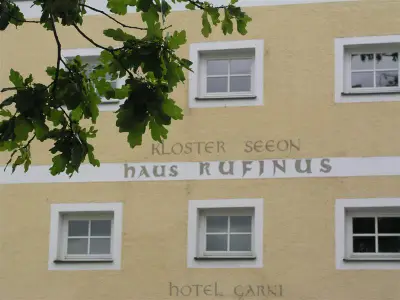 KLOSTER SEEON
haus RUFINUS
HOTEL GARNI